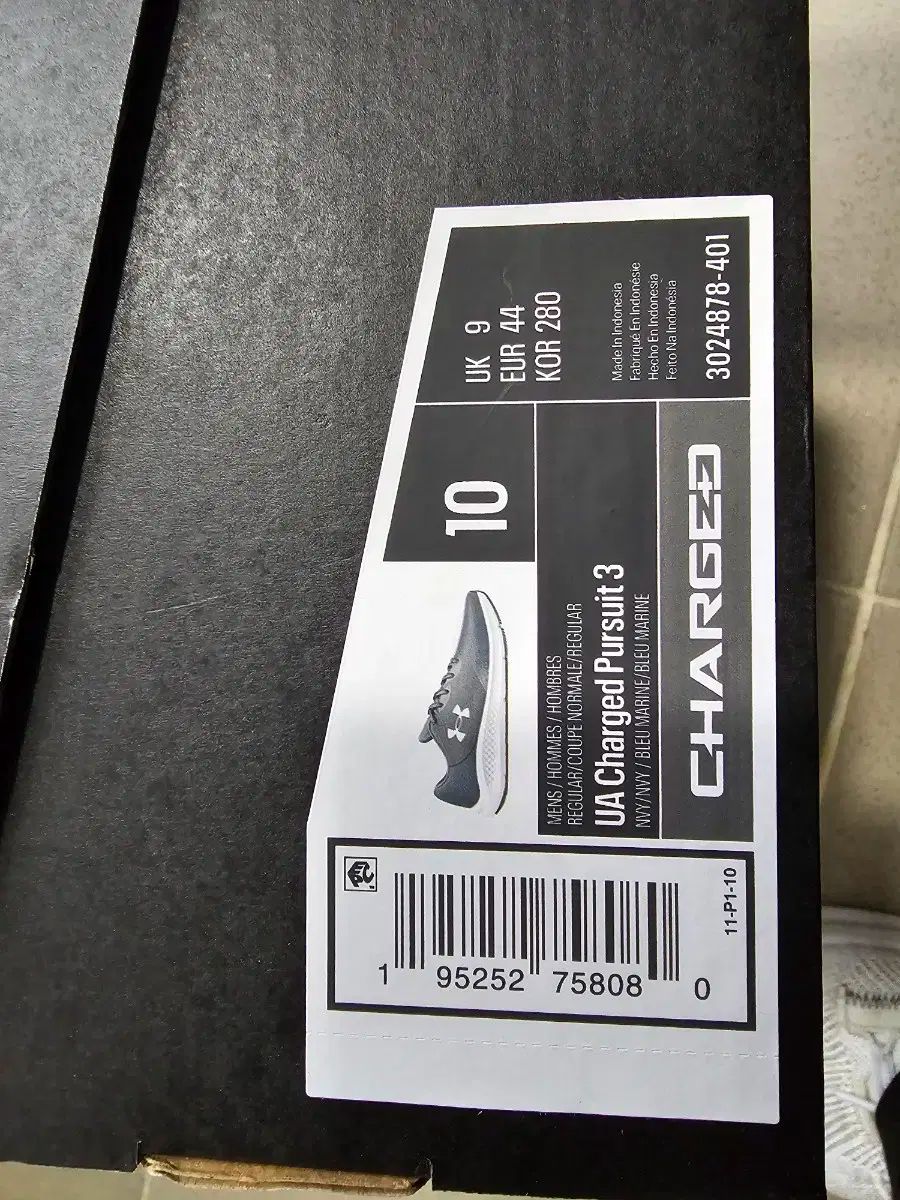 10
UK 9
EUR 44
KOR 280
Made In Indonesia
Fabriqué En Indonésie
Hecho En Indonesia
Feito Na Indonésia
3024878-401
MENS / HOMMES / HOMBRES
REGULAR/COUPE NORMALE/REGULAR
UA Charged Pursuit 3
NVY/NVY / BLEU MARINE/BLEU MARINE
CHARGED
1 95252 75808 0
11-P1-10